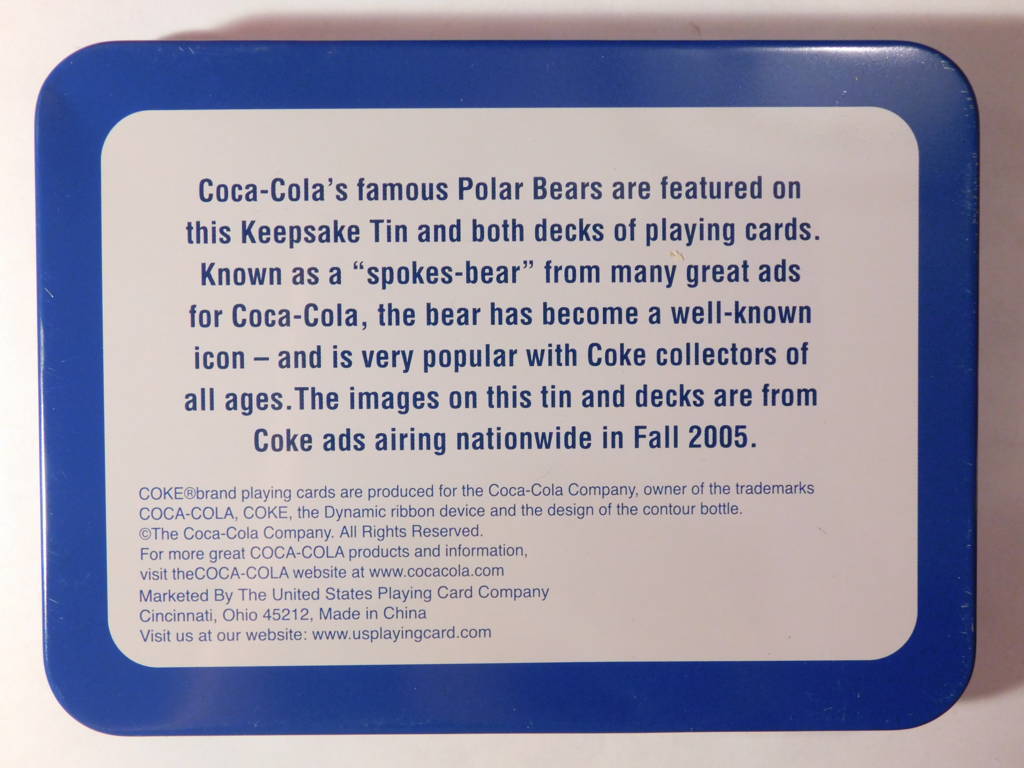 Coca-Cola's famous Polar Bears are featured on
this Keepsake Tin and both decks of playing cards.
Known as a “spokes-bear” from many great ads
for Coca-Cola, the bear has become a well-known
icon – and is very popular with Coke collectors of
all ages.The images on this tin and decks are from
Coke ads airing nationwide in Fall 2005.
COKE®brand playing cards are produced for the Coca-Cola Company, owner of the trademarks
COCA-COLA, COKE, the Dynamic ribbon device and the design of the contour bottle.
©The Coca-Cola Company. All Rights Reserved.
For more great COCA-COLA products and information,
visit theCOCA-COLA website at www.cocacola.com
Marketed By The United States Playing Card Company
Cincinnati, Ohio 45212, Made in China
Visit us at our website: www.usplayingcard.com